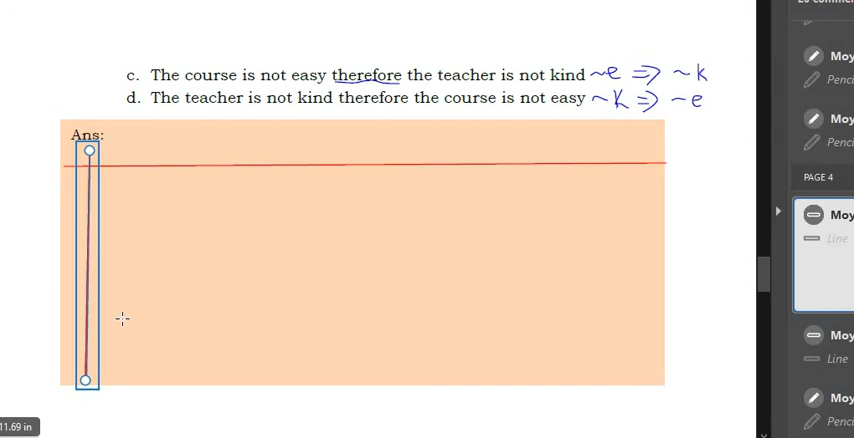 c. The course is not easy therefore the teacher is not kind ~e => ~k
d. The teacher is not kind therefore the course is not easy ~k => ~e
Ans:
Moy
Penc
Moy
Penc
PAGE 4
Moy
Line
Moy
Line
Moy
Penc
11.69 in